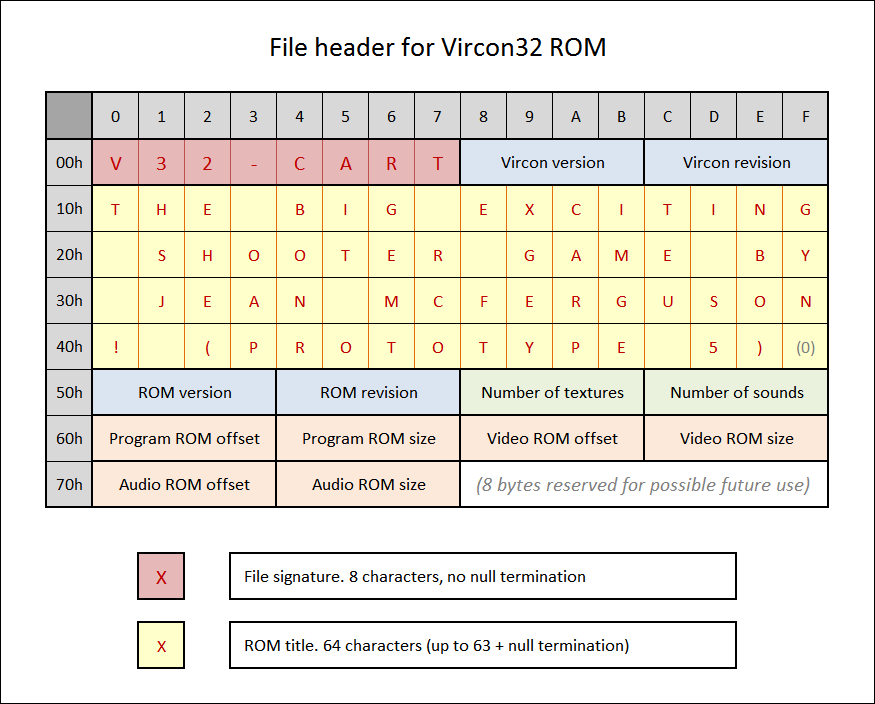 File header for Vircon32 ROM
0 1 2 3 4 5 6 7 8 9 A B C D E F
00h V 3 2 - C A R T Vircon version Vircon revision
10h T H E B I G E X C I T I N G
20h S H O O T E R G A M E B Y
30h J E A N M C F E R G U S O N
40h ! ( P R O T O T Y P E 5 ) (0)
50h ROM version ROM revision Number of textures Number of sounds
60h Program ROM offset Program ROM size Video ROM offset Video ROM size
70h Audio ROM offset Audio ROM size (8 bytes reserved for possible future use)
X File signature. 8 characters, no null termination
X ROM title. 64 characters (up to 63 + null termination)